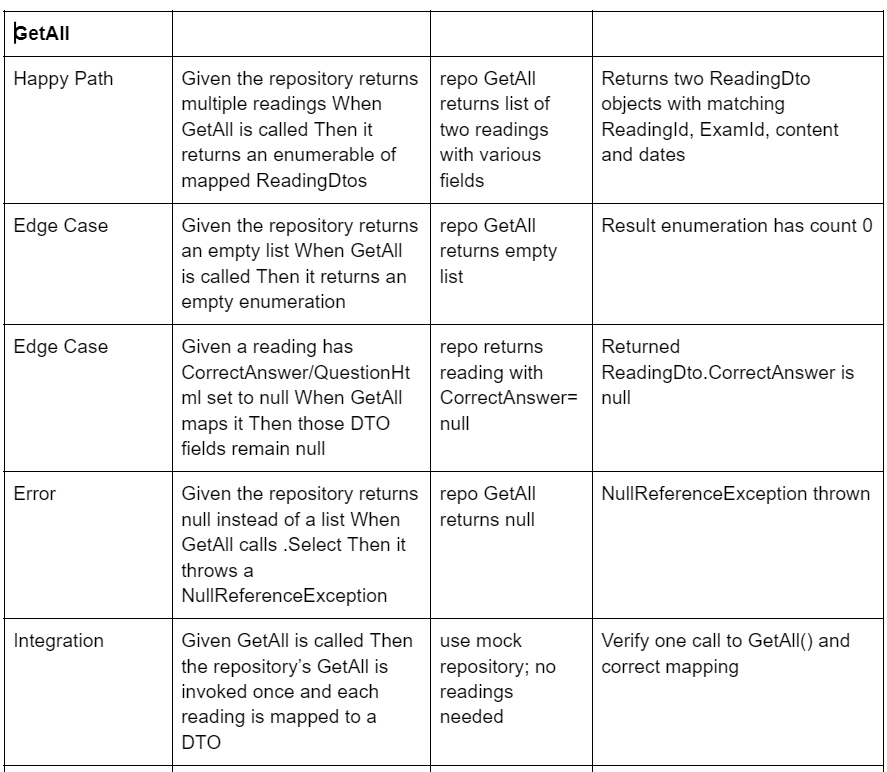 GetAll
Happy Path
Given the repository returns
multiple readings When
GetAll is called Then it
returns an enumerable of
mapped ReadingDtos
repo GetAll
returns list of
two readings
with various
fields
Returns two ReadingDto
objects with matching
ReadingId, ExamId, content
and dates
Edge Case
Given the repository returns
an empty list When GetAll
is called Then it returns an
empty enumeration
repo GetAll
returns empty
list
Result enumeration has count 0
Edge Case
Given a reading has
CorrectAnswer/QuestionHt
ml set to null When GetAll
maps it Then those DTO
fields remain null
repo returns
reading with
CorrectAnswer=
null
Returned
ReadingDto.CorrectAnswer is
null
Error
Given the repository returns
null instead of a list When
GetAll calls .Select Then it
throws a
NullReferenceException
repo GetAll
returns null
NullReferenceException thrown
Integration
Given GetAll is called Then
the repository’s GetAll is
invoked once and each
reading is mapped to a
DTO
use mock
repository; no
readings
needed
Verify one call to GetAll() and
correct mapping